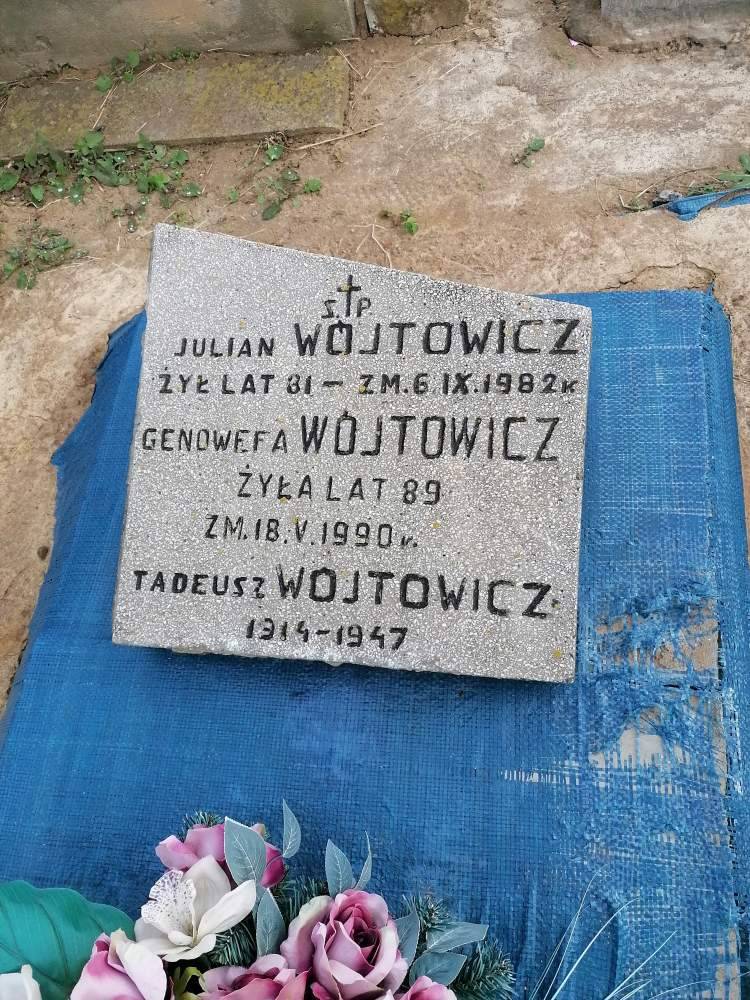 Ś.†P.
JULIAN WÓJTOWICZ
ŻYŁ LAT 81 – ZM. 6 IX. 1982 R
GENOWEFA WÓJTOWICZ
ŻYŁA LAT 89
ZM. 18. V. 1990 r.
TADEUSZ WÓJTOWICZ
1914-1947